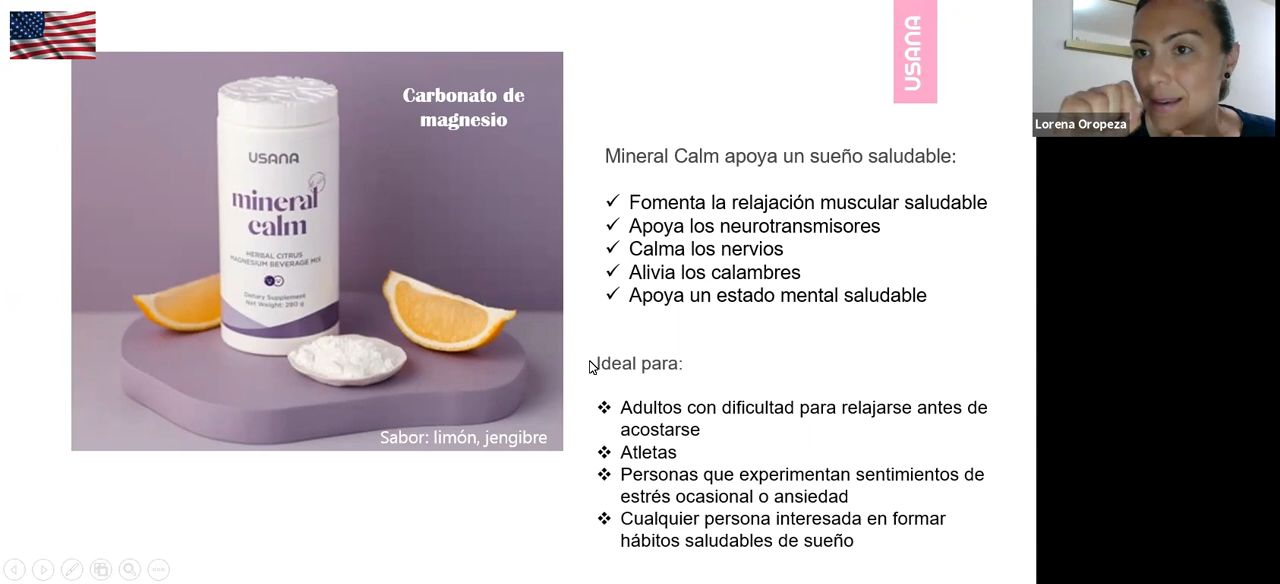 Carbonato de
magnesio
USANA
mineral
calm
HERBAL CITRUS
MAGNESIUM BEVERAGE MIX
Dietary Supplement
Net Weight: 280 g
Sabor: limón, jengibre
USANA
Mineral Calm apoya un sueño saludable:
✓ Fomenta la relajación muscular saludable
✓ Apoya los neurotransmisores
✓ Calma los nervios
✓ Alivia los calambres
✓ Apoya un estado mental saludable
Ideal para:
❖ Adultos con dificultad para relajarse antes de
acostarse
❖ Atletas
❖ Personas que experimentan sentimientos de
estrés ocasional o ansiedad
❖ Cualquier persona interesada en formar
hábitos saludables de sueño
Lorena Oropeza